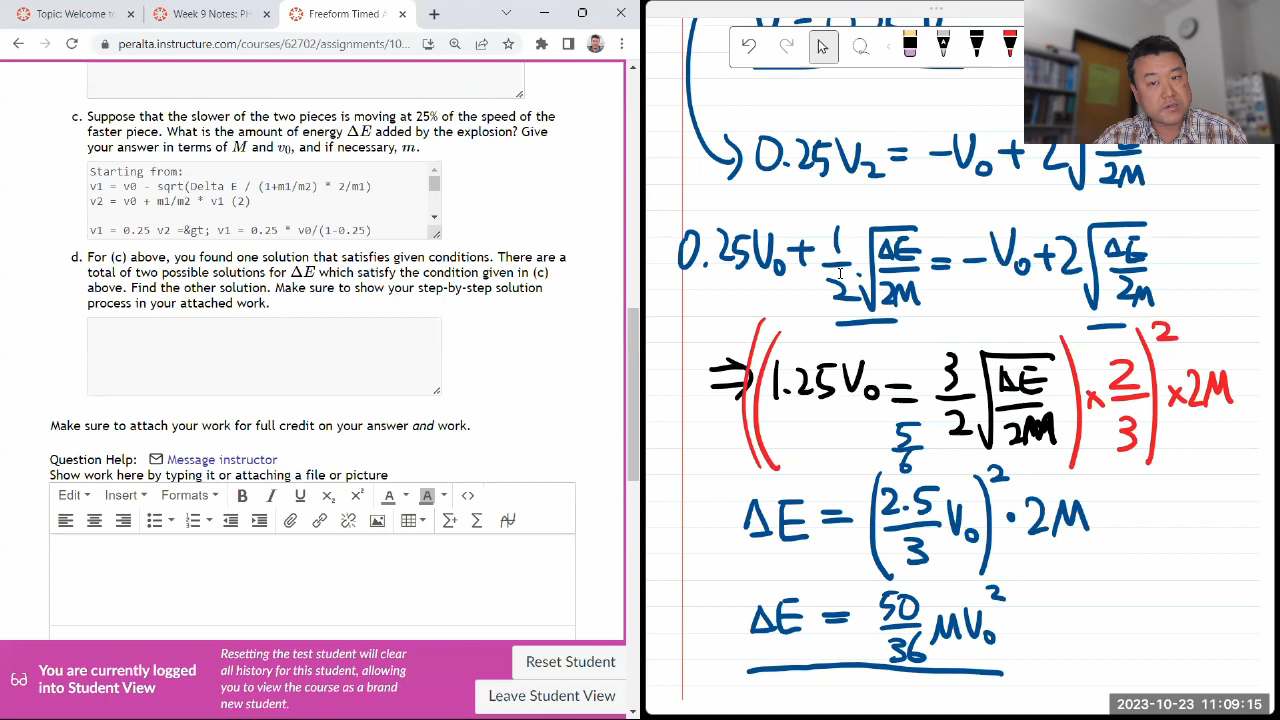 Topic: Welcome to
Week 9 Notes: Ph
Freeform Timed A
peralta.instructure.com/courses/62
ssignments/10...
c. Suppose that the slower of the two pieces is moving at 25% of the speed of the
faster piece. What is the amount of energy ΔE added by the explosion? Give
your answer in terms of M and v₀, and if necessary, m.
Starting from:
v1 = v0 - sqrt(Delta E / (1+m1/m2) * 2/m1)
v2 = v0 + m1/m2 * v1 (2)
v1 = 0.25 v2 =&gt; v1 = 0.25 * v0/(1-0.25)
d. For (c) above, you found one solution that satisfies given conditions. There are a
total of two possible solutions for ΔE which satisfy the condition given in (c)
above. Find the other solution. Make sure to show your step-by-step solution
process in your attached work.
Make sure to attach your work for full credit on your answer and work.
Question Help: Message instructor
Show work here by typing it or attaching a file or picture
Edit Insert Formats B I U X₂ X² A A <>
You are currently logged
into Student View
Resetting the test student will clear
all history for this student, allowing
you to view the course as a brand
new student.
Reset Student
Leave Student View
0.25V₂ = -V₀ + 2√ 2M
0.25V₀ + 1/2 · √ΔE/2M = -V₀ + 2√ΔE/2M
⇒ ((1.25V₀ = 3/2 √ΔE/2M) × 2/3)² × 2M
5/6
ΔE = (2.5/3 V₀)² · 2M
ΔE = 50/36 MV₀²
2023-10-23 11:09:15